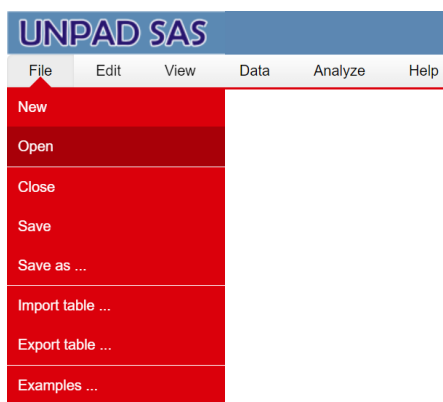 UNPAD SAS
File Edit View Data Analyze Help
New
Open
Close
Save
Save as ...
Import table ...
Export table ...
Examples ...